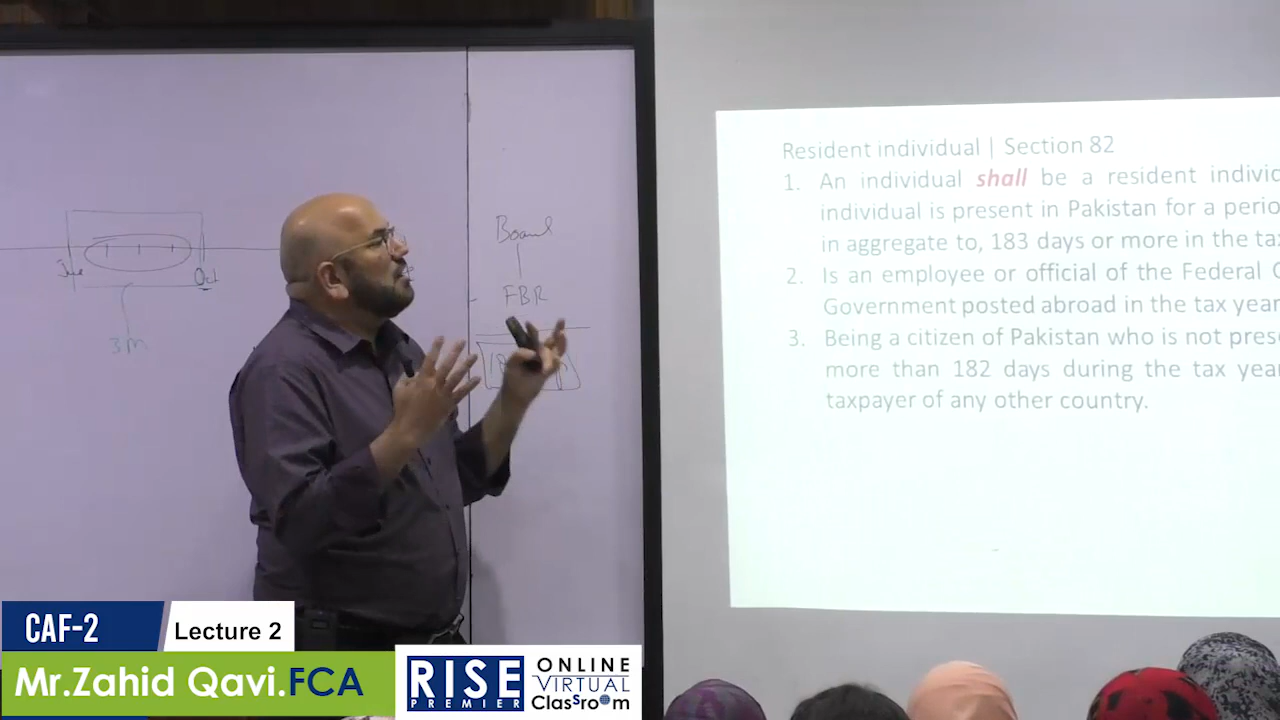 Resident individual | Section 82
1. An individual shall be a resident individ
individual is present in Pakistan for a perio
in aggregate to, 183 days or more in the tax
2. Is an employee or official of the Federal G
Government posted abroad in the tax year
3. Being a citizen of Pakistan who is not prese
more than 182 days during the tax year
taxpayer of any other country.
June
Oct
3M
Board
FBR
CAF-2
Lecture 2
Mr.Zahid Qavi.FCA
RISE
PREMIER
ONLINE
VIRTUAL
ClassRoom